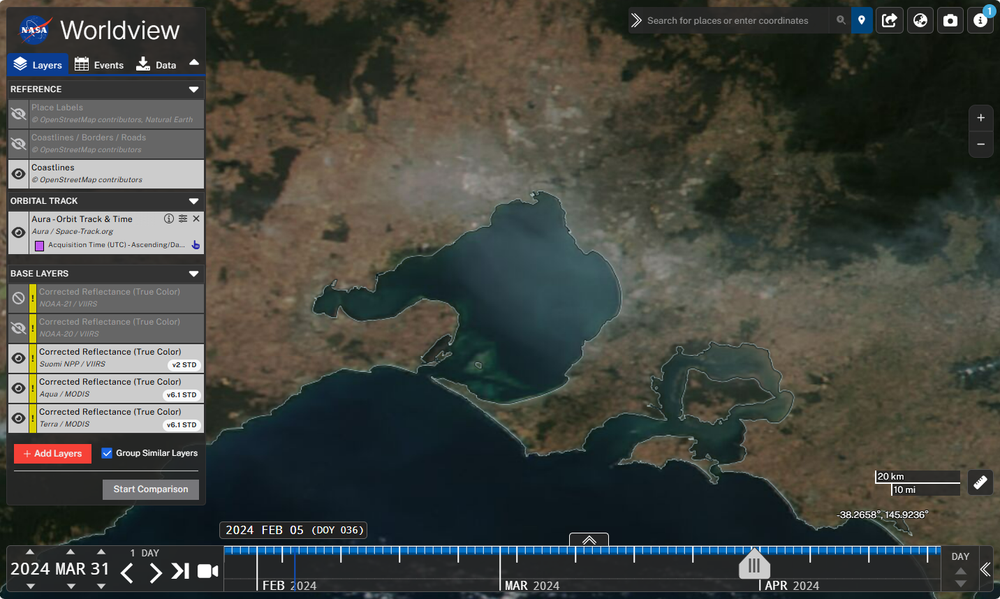 NASA Worldview
Search for places or enter coordinates
1
Layers Events Data
REFERENCE
Place Labels
© OpenStreetMap contributors, Natural Earth
Coastlines / Borders / Roads
© OpenStreetMap contributors
Coastlines
© OpenStreetMap contributors
ORBITAL TRACK
Aura - Orbit Track & Time
Aura / Space-Track.org
Acquisition Time (UTC) - Ascending/Da...
BASE LAYERS
! Corrected Reflectance (True Color)
NOAA-21 / VIIRS
! Corrected Reflectance (True Color)
NOAA-20 / VIIRS
! Corrected Reflectance (True Color)
Suomi NPP / VIIRS
v2 STD
! Corrected Reflectance (True Color)
Aqua / MODIS
v6.1 STD
! Corrected Reflectance (True Color)
Terra / MODIS
v6.1 STD
+ Add Layers
Group Similar Layers
Start Comparison
+
−
20 km
10 mi
-38.2658°, 145.9236°
2024 FEB 05 (DOY 036)
2024 MAR 31
1 DAY
FEB 2024
MAR 2024
APR 2024
DAY